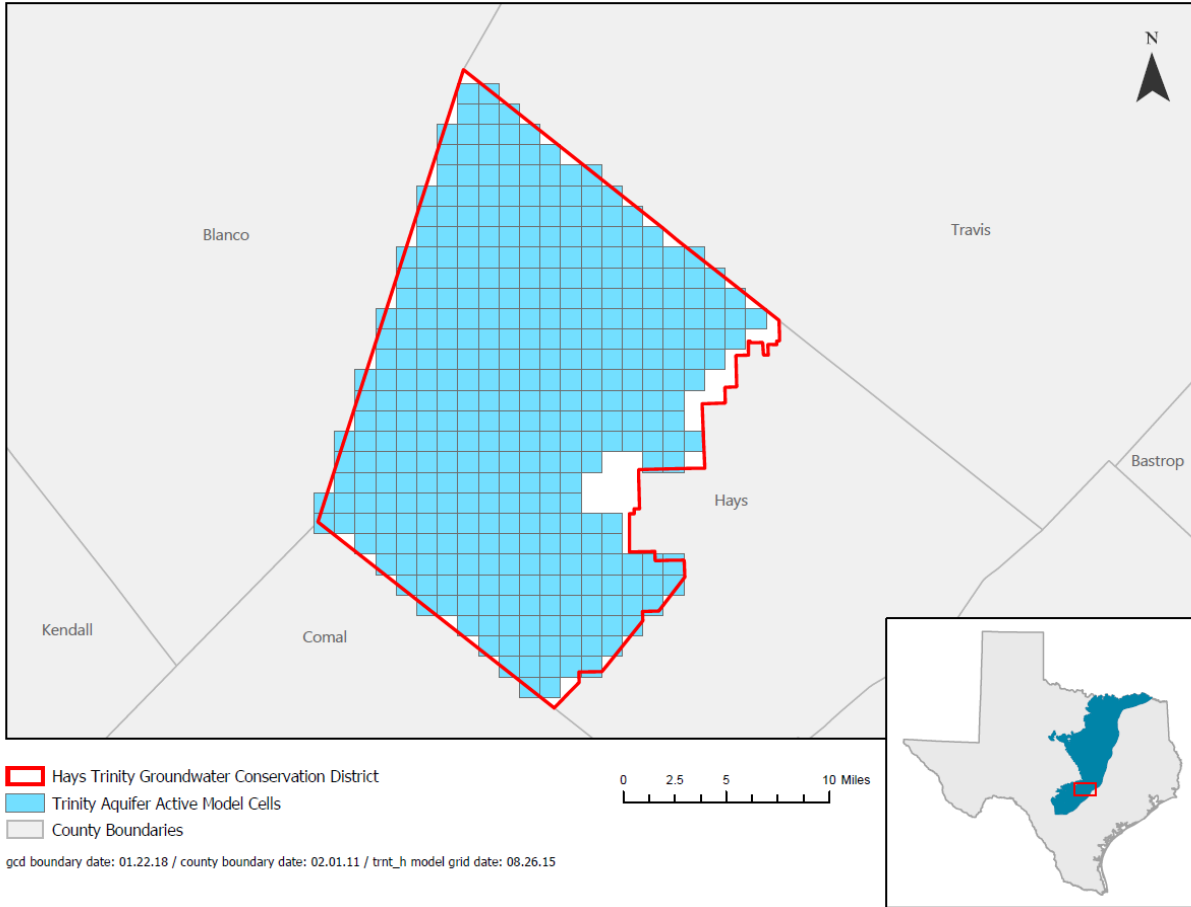 N
Blanco
Travis
Bastrop
Hays
Kendall
Comal
Hays Trinity Groundwater Conservation District
Trinity Aquifer Active Model Cells
County Boundaries
0 2.5 5 10 Miles
gcd boundary date: 01.22.18 / county boundary date: 02.01.11 / trnt_h model grid date: 08.26.15